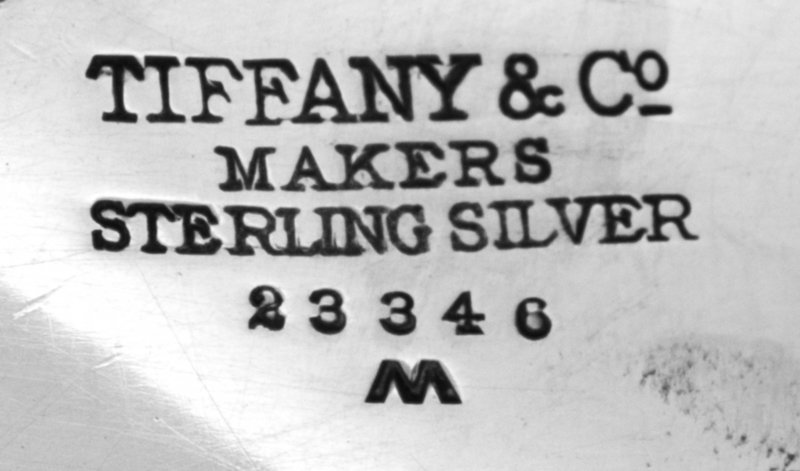 TIFFANY & Co
MAKERS
STERLING SILVER
23346
M